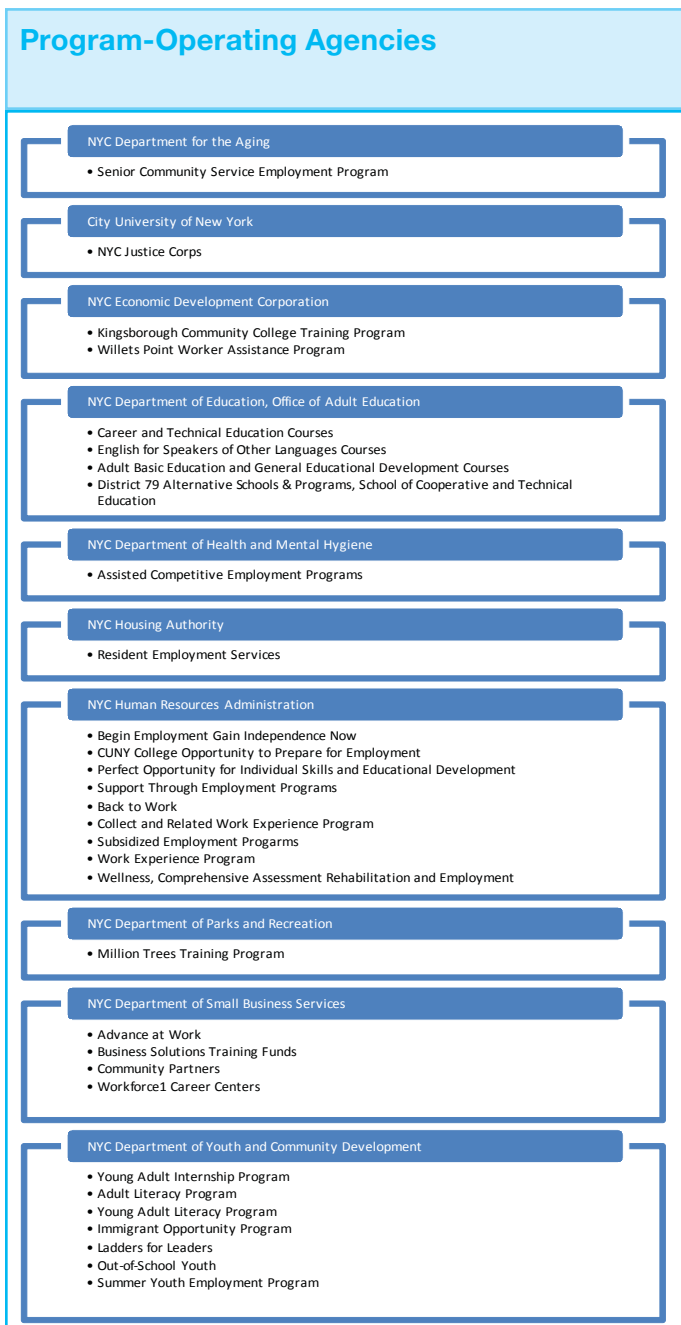 Program-Operating Agencies
NYC Department for the Aging
• Senior Community Service Employment Program
City University of New York
• NYC Justice Corps
NYC Economic Development Corporation
• Kingsborough Community College Training Program
• Willets Point Worker Assistance Program
NYC Department of Education, Office of Adult Education
• Career and Technical Education Courses
• English for Speakers of Other Languages Courses
• Adult Basic Education and General Educational Development Courses
• District 79 Alternative Schools & Programs, School of Cooperative and Technical
Education
NYC Department of Health and Mental Hygiene
• Assisted Competitive Employment Programs
NYC Housing Authority
• Resident Employment Services
NYC Human Resources Administration
• Begin Employment Gain Independence Now
• CUNY College Opportunity to Prepare for Employment
• Perfect Opportunity for Individual Skills and Educational Development
• Support Through Employment Programs
• Back to Work
• Collect and Related Work Experience Program
• Subsidized Employment Progarms
• Work Experience Program
• Wellness, Comprehensive Assessment Rehabilitation and Employment
NYC Department of Parks and Recreation
• Million Trees Training Program
NYC Department of Small Business Services
• Advance at Work
• Business Solutions Training Funds
• Community Partners
• Workforce1 Career Centers
NYC Department of Youth and Community Development
• Young Adult Internship Program
• Adult Literacy Program
• Young Adult Literacy Program
• Immigrant Opportunity Program
• Ladders for Leaders
• Out-of-School Youth
• Summer Youth Employment Program